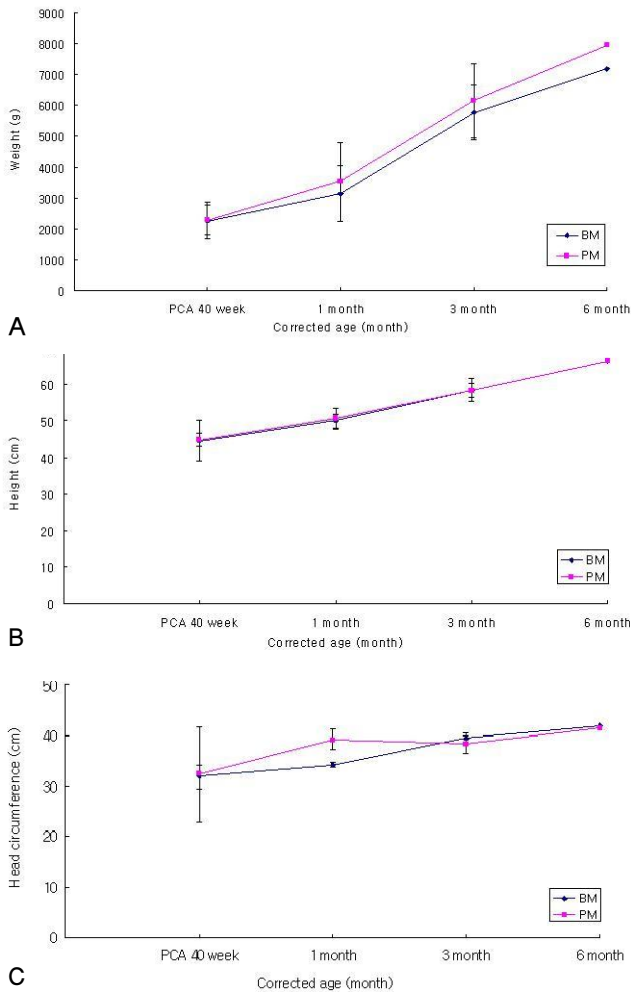 9000
8000
7000
6000
5000
4000
3000
2000
1000
0
Weight (g)
BM
PM
PCA 40 week 1 month 3 month 6 month
Corrected age (month)
A
60
50
40
30
20
10
0
Height (cm)
BM
PM
PCA 40 week 1 month 3 month 6 month
Corrected age (month)
B
50
40
30
20
10
0
Head circumference (cm)
BM
PM
PCA 40 week 1 month 3 month 6 month
Corrected age (month)
C